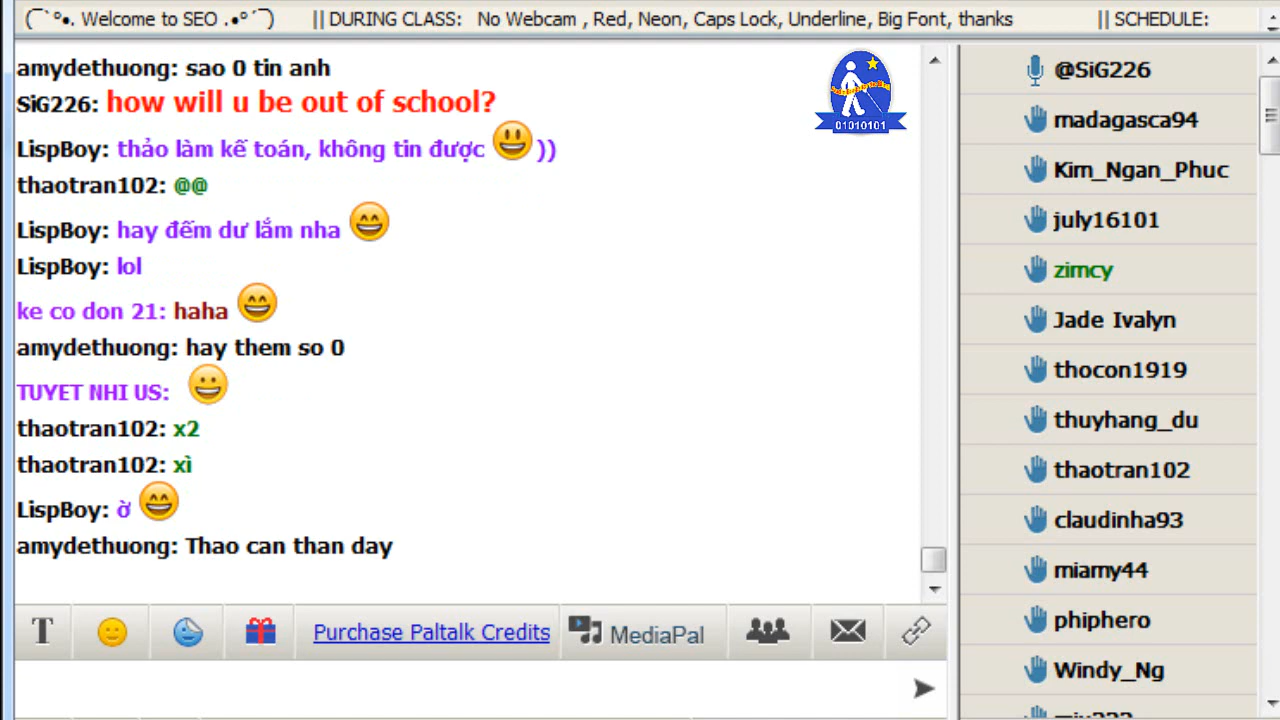 (¯`°•. Welcome to SEO .•°´¯) || DURING CLASS: No Webcam , Red, Neon, Caps Lock, Underline, Big Font, thanks || SCHEDULE:
amydethuong: sao 0 tin anh
SiG226: how will u be out of school?
LispBoy: thảo làm kế toán, không tin được 😃 ))
thaotran102: @@
LispBoy: hay đếm dư lắm nha 😄
LispBoy: lol
ke co don 21: haha 😄
amydethuong: hay them so 0
TUYET NHI US: 😀
thaotran102: x2
thaotran102: xì
LispBoy: ờ 😄
amydethuong: Thao can than day
01010101
T
Purchase Paltalk Credits
MediaPal
@SiG226
madagasca94
Kim_Ngan_Phuc
july16101
zimcy
Jade Ivalyn
thocon1919
thuyhang_du
thaotran102
claudinha93
miamy44
phiphero
Windy_Ng